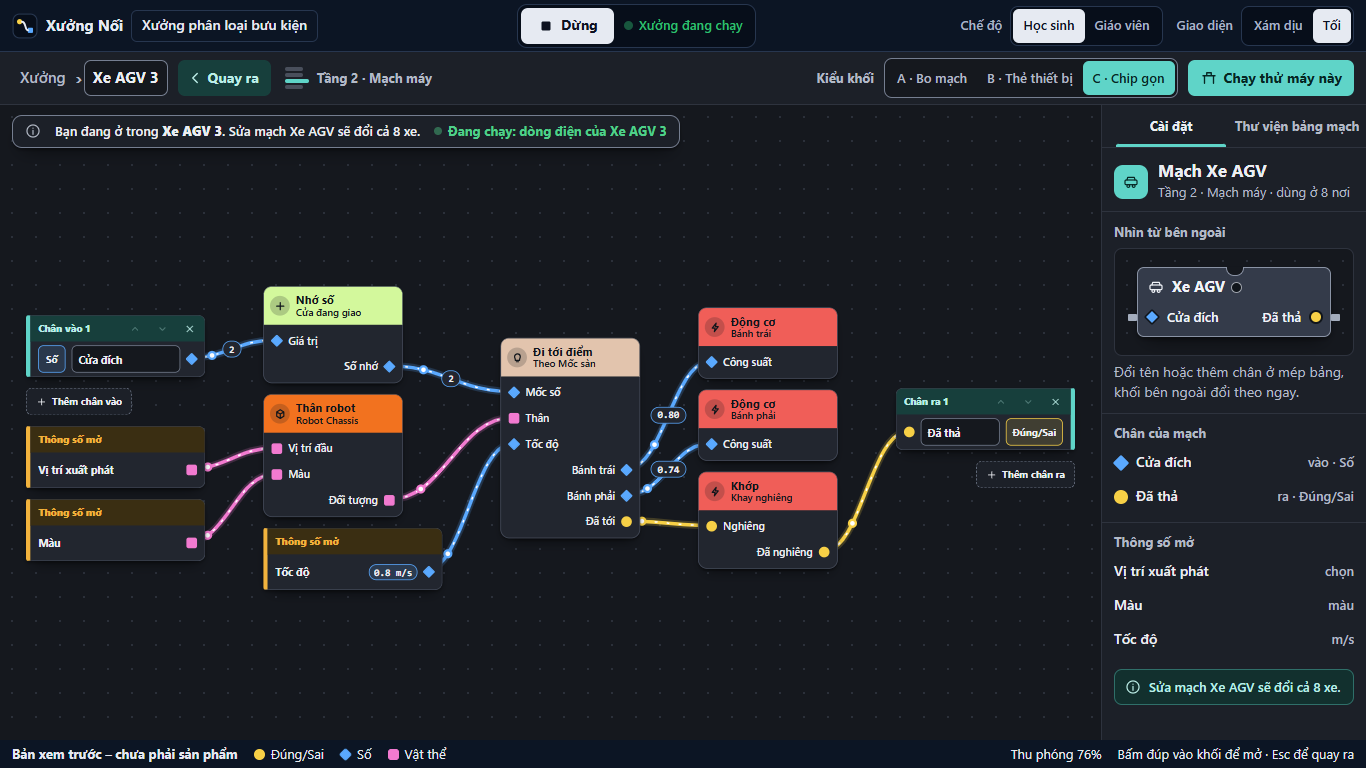 Xưởng Nối
Xưởng phân loại bưu kiện
Dừng
Xưởng đang chạy
Chế độ
Học sinh
Giáo viên
Giao diện
Xám dịu
Tối
Xưởng
Xe AGV 3
Quay ra
Tầng 2 · Mạch máy
Kiểu khối
A · Bo mạch
B · Thẻ thiết bị
C · Chip gọn
Chạy thử máy này
Bạn đang ở trong Xe AGV 3. Sửa mạch Xe AGV sẽ đổi cả 8 xe.
Đang chạy: dòng điện của Xe AGV 3
Chân vào 1
Số
Cửa đích
2
+ Thêm chân vào
Thông số mở
Vị trí xuất phát
Thông số mở
Màu
Nhớ số
Cửa đang giao
Giá trị
Số nhớ
2
Thân robot
Robot Chassis
Vị trí đầu
Màu
Đối tượng
Thông số mở
Tốc độ
0.8 m/s
Đi tới điểm
Theo Mốc sàn
Mốc số
Thân
Tốc độ
Bánh trái
Bánh phải
Đã tới
0.80
0.74
Động cơ
Bánh trái
Công suất
Động cơ
Bánh phải
Công suất
Khớp
Khay nghiêng
Nghiêng
Đã nghiêng
Chân ra 1
Đã thả
Đúng/Sai
+ Thêm chân ra
Cài đặt
Thư viện bảng mạch
Mạch Xe AGV
Tầng 2 · Mạch máy · dùng ở 8 nơi
Nhìn từ bên ngoài
Xe AGV
Cửa đích
Đã thả
Đổi tên hoặc thêm chân ở mép bảng,
khối bên ngoài đổi theo ngay.
Chân của mạch
Cửa đích
vào · Số
Đã thả
ra · Đúng/Sai
Thông số mở
Vị trí xuất phát
chọn
Màu
màu
Tốc độ
m/s
Sửa mạch Xe AGV sẽ đổi cả 8 xe.
Bản xem trước – chưa phải sản phẩm
Đúng/Sai
Số
Vật thể
Thu phóng 76%
Bấm đúp vào khối để mở · Esc để quay ra